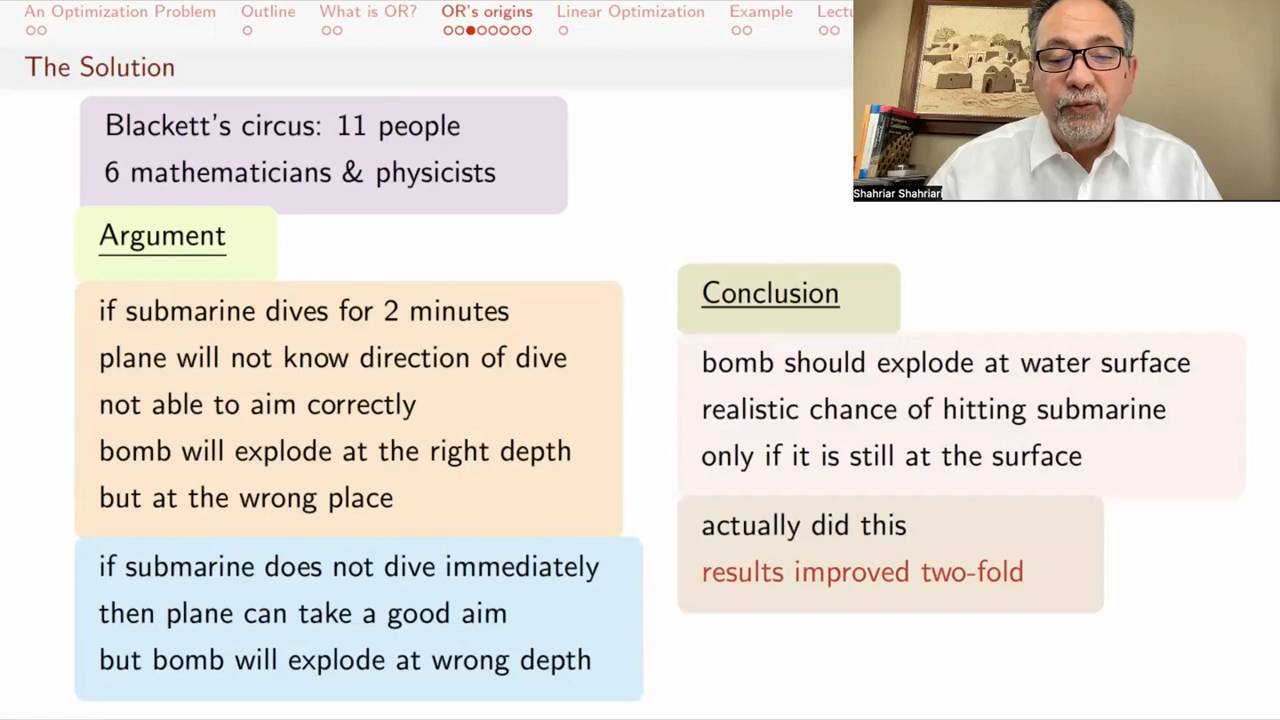 An Optimization Problem Outline What is OR? OR's origins Linear Optimization Example Lectu
The Solution
Shahriar Shahriari
Blackett's circus: 11 people
6 mathematicians & physicists
Argument
if submarine dives for 2 minutes
plane will not know direction of dive
not able to aim correctly
bomb will explode at the right depth
but at the wrong place
if submarine does not dive immediately
then plane can take a good aim
but bomb will explode at wrong depth
Conclusion
bomb should explode at water surface
realistic chance of hitting submarine
only if it is still at the surface
actually did this
results improved two-fold